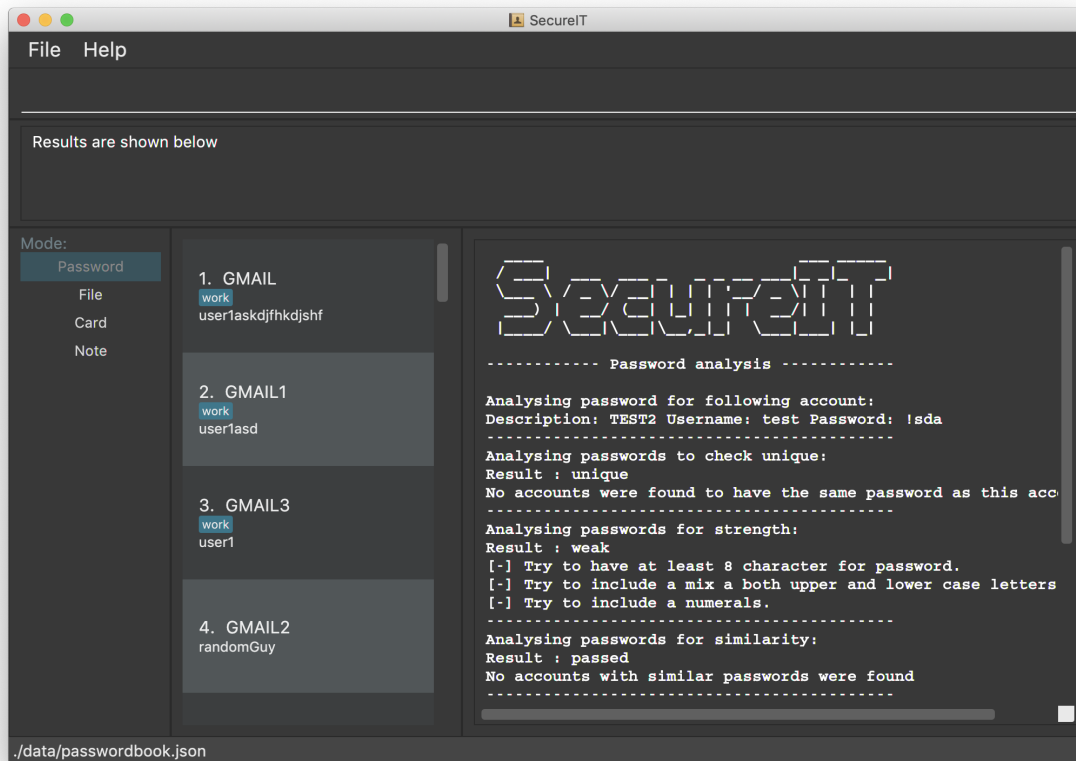 SecureIT
File Help
Results are shown below
Mode:
Password
File
Card
Note
1. GMAIL
work
user1askdjfhkdjshf
2. GMAIL1
work
user1asd
3. GMAIL3
work
user1
4. GMAIL2
randomGuy
SecureIT
------------ Password analysis ------------
Analysing password for following account:
Description: TEST2 Username: test Password: !sda
--------------------------------------------
Analysing passwords to check unique:
Result : unique
No accounts were found to have the same password as this acc
--------------------------------------------
Analysing passwords for strength:
Result : weak
[-] Try to have at least 8 character for password.
[-] Try to include a mix a both upper and lower case letters
[-] Try to include a numerals.
--------------------------------------------
Analysing passwords for similarity:
Result : passed
No accounts with similar passwords were found
--------------------------------------------
./data/passwordbook.json